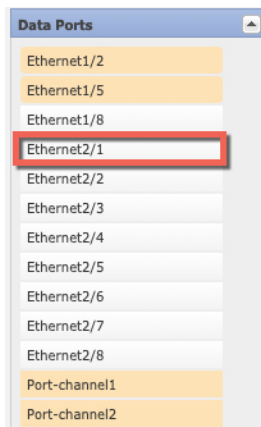 Data Ports
Ethernet1/2
Ethernet1/5
Ethernet1/8
Ethernet2/1
Ethernet2/2
Ethernet2/3
Ethernet2/4
Ethernet2/5
Ethernet2/6
Ethernet2/7
Ethernet2/8
Port-channel1
Port-channel2